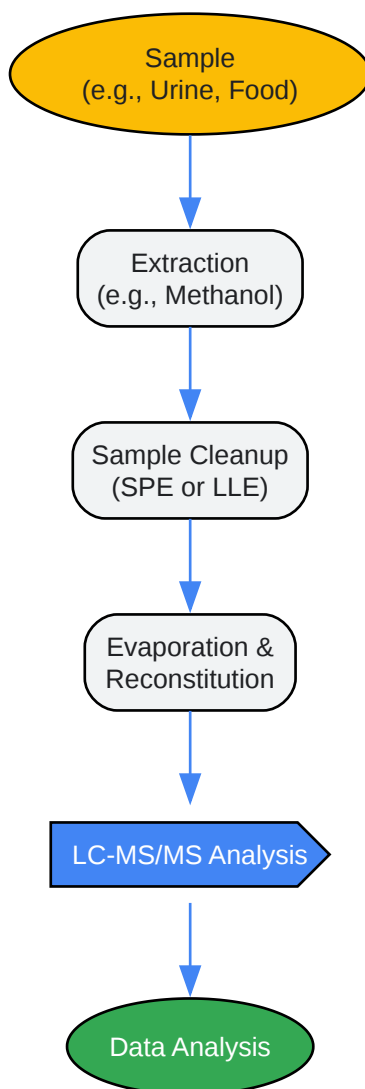 Sample
(e.g., Urine, Food)
Extraction
(e.g., Methanol)
Sample Cleanup
(SPE or LLE)
Evaporation &
Reconstitution
LC-MS/MS Analysis
Data Analysis